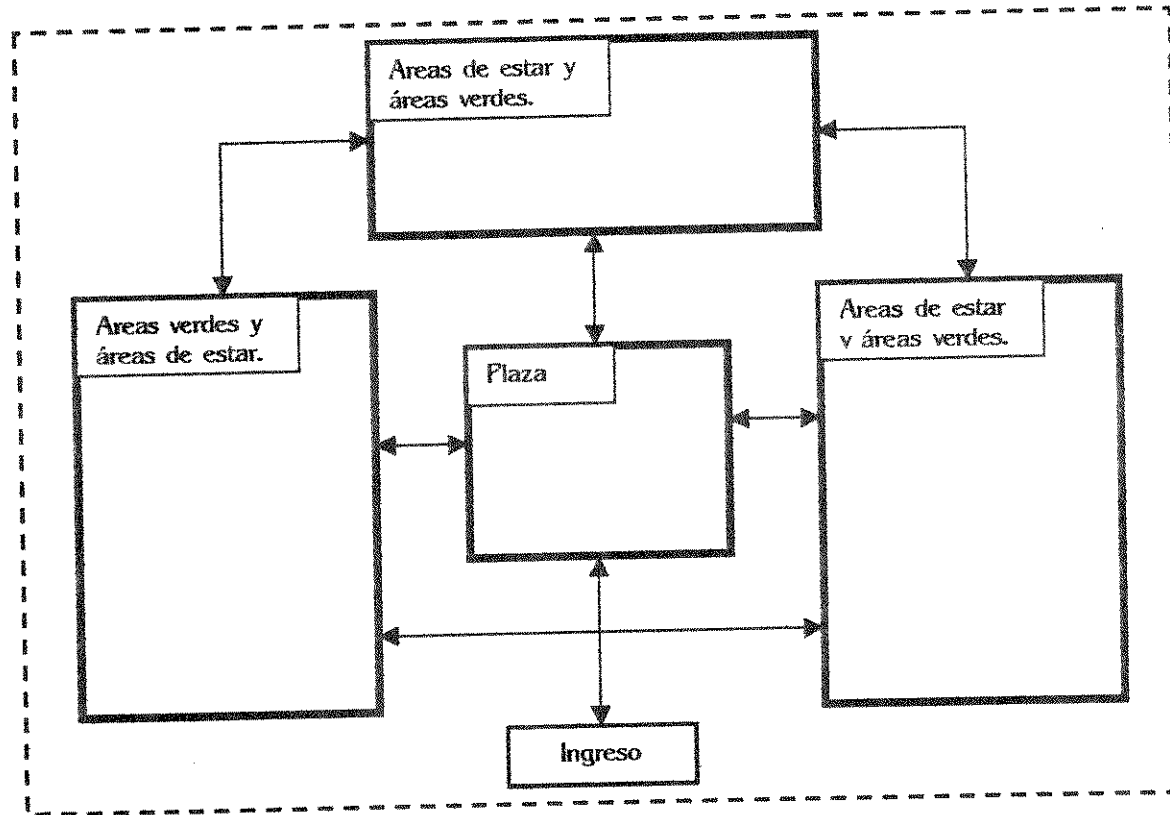 Areas de estar y
áreas verdes.
Areas verdes y
áreas de estar.
Plaza
Areas de estar
y áreas verdes.
Ingreso